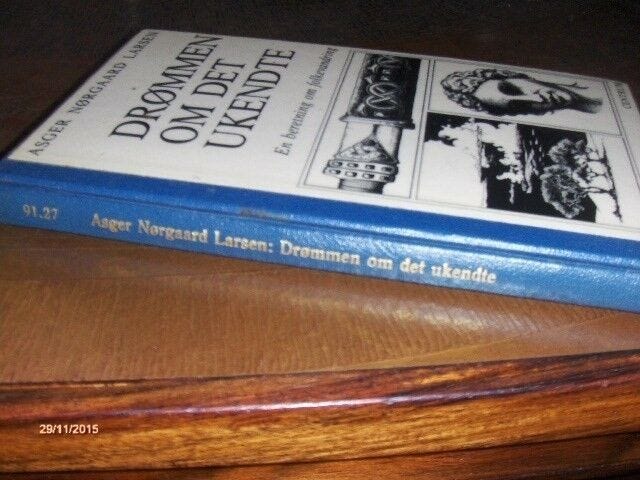 ASGER NØRGAARD LARSEN
DRØMMEN
OM DET
UKENDTE
En beretning om folkevandring
91.27
Asger Nørgaard Larsen: Drømmen om det ukendte
29/11/2015